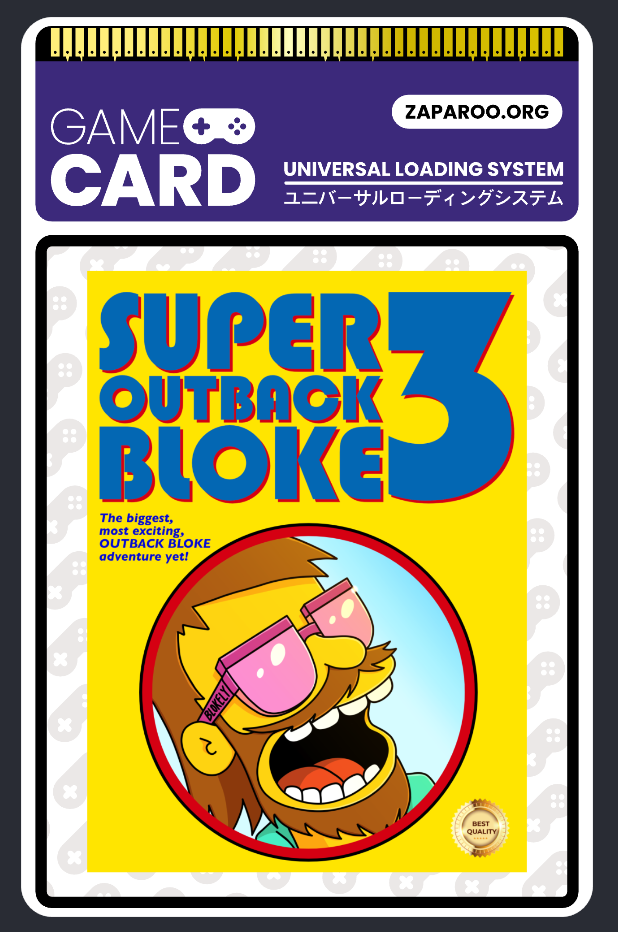 GAME
CARD
ZAPAROO.ORG
UNIVERSAL LOADING SYSTEM
ユニバーサルローディングシステム
SUPER
OUTBACK
BLOKE
3
The biggest,
most exciting,
OUTBACK BLOKE
adventure yet!
BLOKELY
BEST
QUALITY